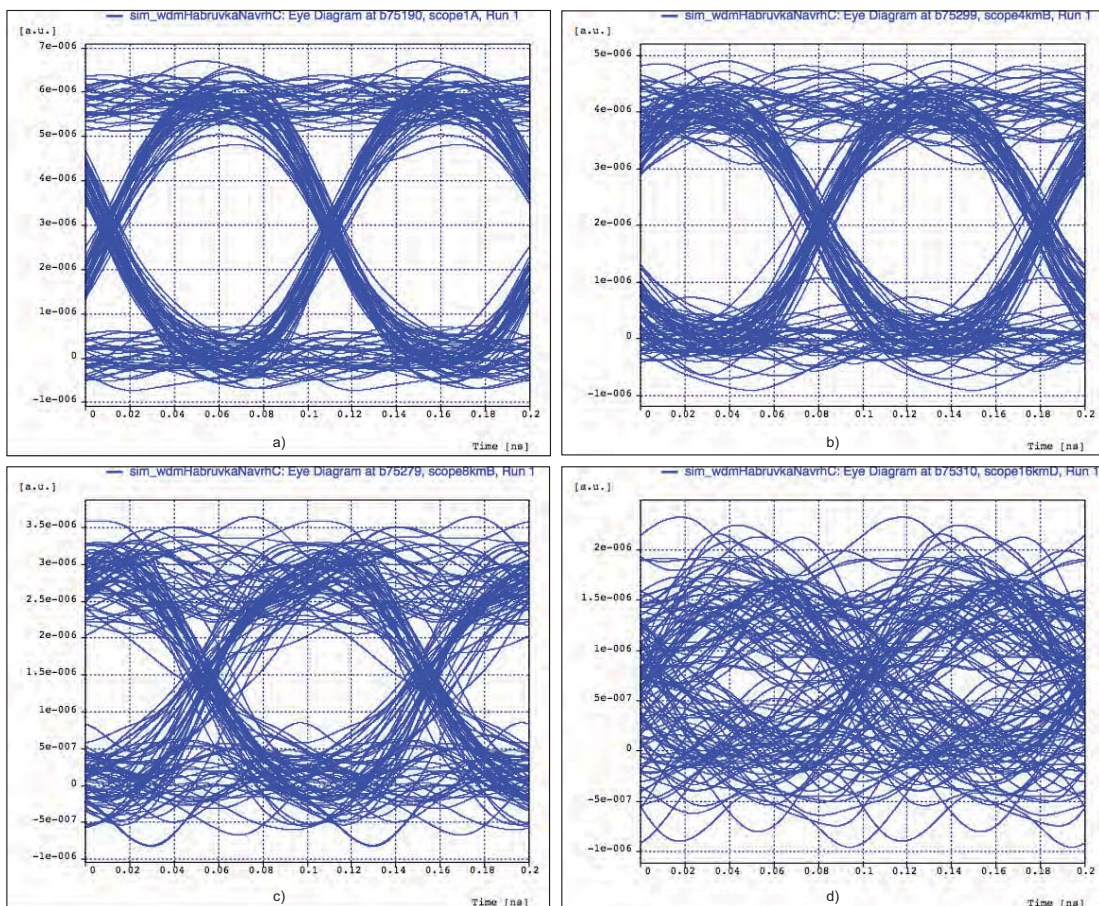 sim_wdmHabruvkaNavrhC: Eye Diagram at b75190, scope1A, Run 1
[a.u.]
7e-006
6e-006
5e-006
4e-006
3e-006
2e-006
1e-006
0
-1e-006
0 0.02 0.04 0.06 0.08 0.1 0.12 0.14 0.16 0.18 0.2
Time [ns]
a)
sim_wdmHabruvkaNavrhC: Eye Diagram at b75299, scope4kmB, Run 1
[a.u.]
5e-006
4e-006
3e-006
2e-006
1e-006
0
-1e-006
0 0.02 0.04 0.06 0.08 0.1 0.12 0.14 0.16 0.18 0.2
Time [ns]
b)
sim_wdmHabruvkaNavrhC: Eye Diagram at b75279, scope8kmB, Run 1
[a.u.]
3.5e-006
3e-006
2.5e-006
2e-006
1.5e-006
1e-006
5e-007
0
-5e-007
-1e-006
0 0.02 0.04 0.06 0.08 0.1 0.12 0.14 0.16 0.18 0.2
Time [ns]
c)
sim_wdmHabruvkaNavrhC: Eye Diagram at b75310, scope16kmD, Run 1
[a.u.]
2e-006
1.5e-006
1e-006
5e-007
0
-5e-007
-1e-006
0 0.02 0.04 0.06 0.08 0.1 0.12 0.14 0.16 0.18 0.2
Time [ns]
d)